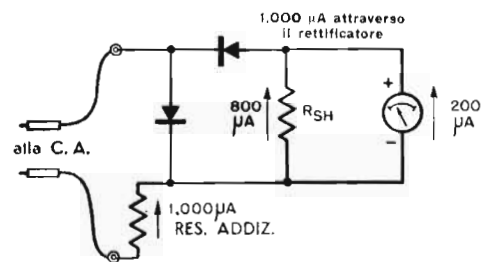 1.000 µA attraverso
il rettificatore
800
µA
RSH
+
-
200
µA
alla C. A.
1.000µA
RES. ADDIZ.